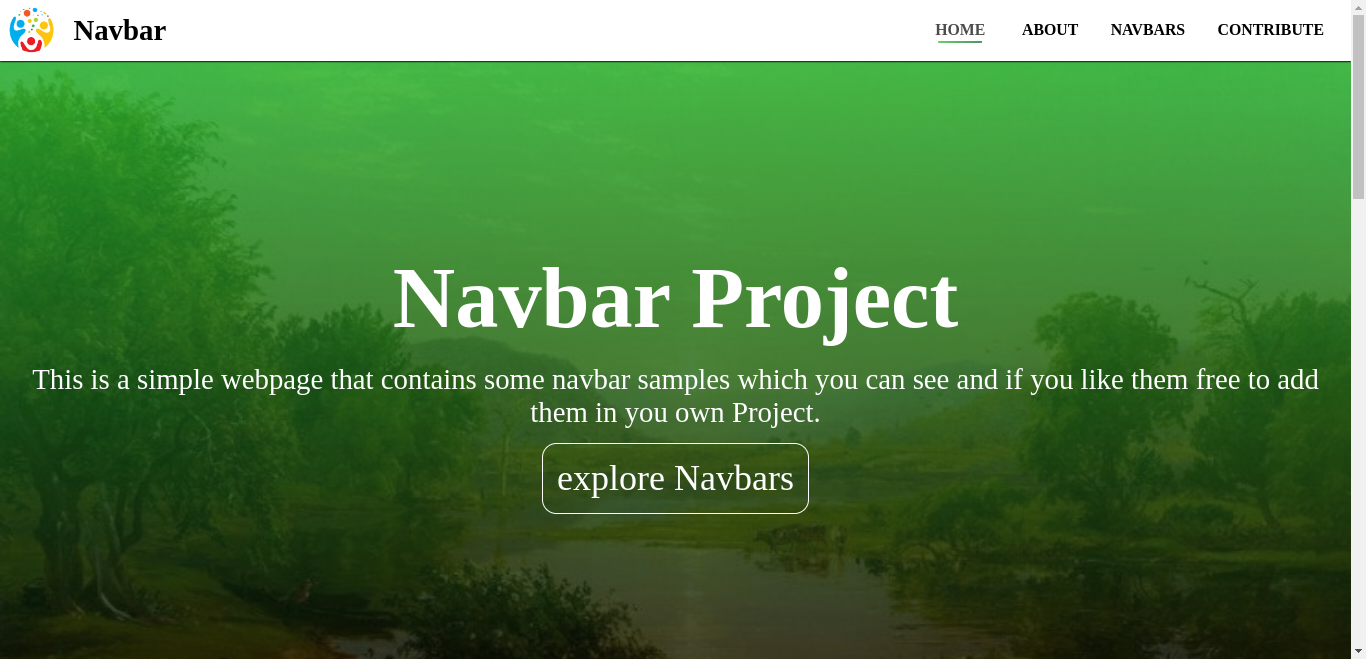 Navbar
HOME ABOUT NAVBARS CONTRIBUTE
Navbar Project
This is a simple webpage that contains some navbar samples which you can see and if you like them free to add
them in you own Project.
explore Navbars